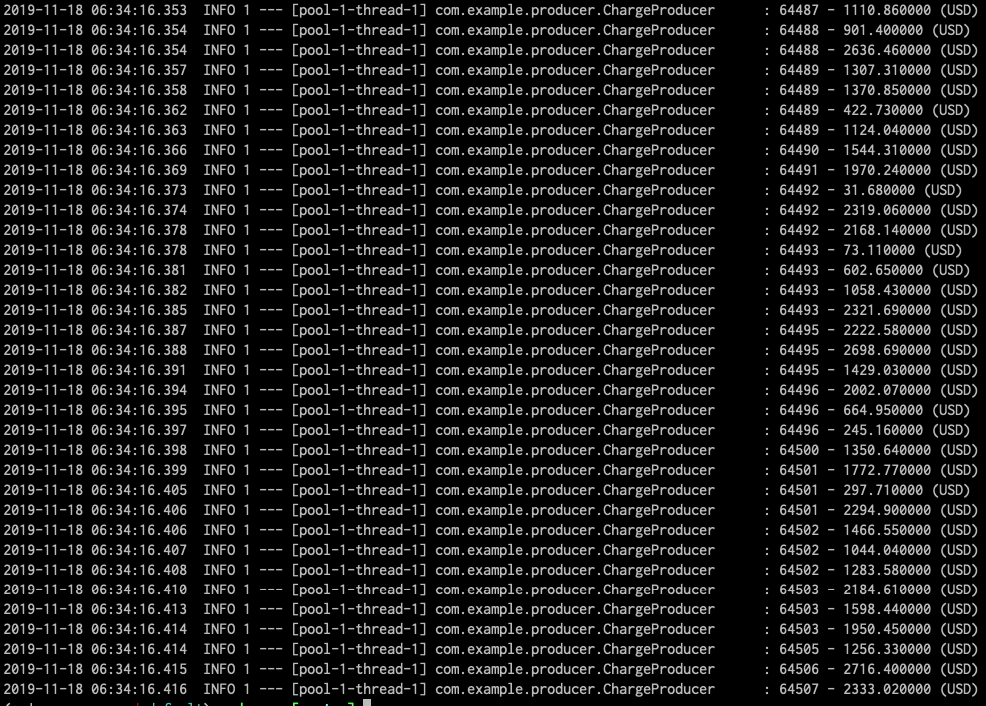 2019-11-18 06:34:16.353  INFO 1 --- [pool-1-thread-1] com.example.producer.ChargeProducer      : 64487 - 1110.860000 (USD)
2019-11-18 06:34:16.354  INFO 1 --- [pool-1-thread-1] com.example.producer.ChargeProducer      : 64488 - 901.400000 (USD)
2019-11-18 06:34:16.354  INFO 1 --- [pool-1-thread-1] com.example.producer.ChargeProducer      : 64488 - 2636.460000 (USD)
2019-11-18 06:34:16.357  INFO 1 --- [pool-1-thread-1] com.example.producer.ChargeProducer      : 64489 - 1307.310000 (USD)
2019-11-18 06:34:16.358  INFO 1 --- [pool-1-thread-1] com.example.producer.ChargeProducer      : 64489 - 1370.850000 (USD)
2019-11-18 06:34:16.362  INFO 1 --- [pool-1-thread-1] com.example.producer.ChargeProducer      : 64489 - 422.730000 (USD)
2019-11-18 06:34:16.363  INFO 1 --- [pool-1-thread-1] com.example.producer.ChargeProducer      : 64489 - 1124.040000 (USD)
2019-11-18 06:34:16.366  INFO 1 --- [pool-1-thread-1] com.example.producer.ChargeProducer      : 64490 - 1544.310000 (USD)
2019-11-18 06:34:16.369  INFO 1 --- [pool-1-thread-1] com.example.producer.ChargeProducer      : 64491 - 1970.240000 (USD)
2019-11-18 06:34:16.373  INFO 1 --- [pool-1-thread-1] com.example.producer.ChargeProducer      : 64492 - 31.680000 (USD)
2019-11-18 06:34:16.374  INFO 1 --- [pool-1-thread-1] com.example.producer.ChargeProducer      : 64492 - 2319.060000 (USD)
2019-11-18 06:34:16.378  INFO 1 --- [pool-1-thread-1] com.example.producer.ChargeProducer      : 64492 - 2168.140000 (USD)
2019-11-18 06:34:16.378  INFO 1 --- [pool-1-thread-1] com.example.producer.ChargeProducer      : 64493 - 73.110000 (USD)
2019-11-18 06:34:16.381  INFO 1 --- [pool-1-thread-1] com.example.producer.ChargeProducer      : 64493 - 602.650000 (USD)
2019-11-18 06:34:16.382  INFO 1 --- [pool-1-thread-1] com.example.producer.ChargeProducer      : 64493 - 1058.430000 (USD)
2019-11-18 06:34:16.385  INFO 1 --- [pool-1-thread-1] com.example.producer.ChargeProducer      : 64493 - 2321.690000 (USD)
2019-11-18 06:34:16.387  INFO 1 --- [pool-1-thread-1] com.example.producer.ChargeProducer      : 64495 - 2222.580000 (USD)
2019-11-18 06:34:16.388  INFO 1 --- [pool-1-thread-1] com.example.producer.ChargeProducer      : 64495 - 2698.690000 (USD)
2019-11-18 06:34:16.391  INFO 1 --- [pool-1-thread-1] com.example.producer.ChargeProducer      : 64495 - 1429.030000 (USD)
2019-11-18 06:34:16.394  INFO 1 --- [pool-1-thread-1] com.example.producer.ChargeProducer      : 64496 - 2002.070000 (USD)
2019-11-18 06:34:16.395  INFO 1 --- [pool-1-thread-1] com.example.producer.ChargeProducer      : 64496 - 664.950000 (USD)
2019-11-18 06:34:16.397  INFO 1 --- [pool-1-thread-1] com.example.producer.ChargeProducer      : 64496 - 245.160000 (USD)
2019-11-18 06:34:16.398  INFO 1 --- [pool-1-thread-1] com.example.producer.ChargeProducer      : 64500 - 1350.640000 (USD)
2019-11-18 06:34:16.399  INFO 1 --- [pool-1-thread-1] com.example.producer.ChargeProducer      : 64501 - 1772.770000 (USD)
2019-11-18 06:34:16.405  INFO 1 --- [pool-1-thread-1] com.example.producer.ChargeProducer      : 64501 - 297.710000 (USD)
2019-11-18 06:34:16.406  INFO 1 --- [pool-1-thread-1] com.example.producer.ChargeProducer      : 64501 - 2294.900000 (USD)
2019-11-18 06:34:16.406  INFO 1 --- [pool-1-thread-1] com.example.producer.ChargeProducer      : 64502 - 1466.550000 (USD)
2019-11-18 06:34:16.407  INFO 1 --- [pool-1-thread-1] com.example.producer.ChargeProducer      : 64502 - 1044.040000 (USD)
2019-11-18 06:34:16.408  INFO 1 --- [pool-1-thread-1] com.example.producer.ChargeProducer      : 64502 - 1283.580000 (USD)
2019-11-18 06:34:16.410  INFO 1 --- [pool-1-thread-1] com.example.producer.ChargeProducer      : 64503 - 2184.610000 (USD)
2019-11-18 06:34:16.413  INFO 1 --- [pool-1-thread-1] com.example.producer.ChargeProducer      : 64503 - 1598.440000 (USD)
2019-11-18 06:34:16.414  INFO 1 --- [pool-1-thread-1] com.example.producer.ChargeProducer      : 64503 - 1950.450000 (USD)
2019-11-18 06:34:16.414  INFO 1 --- [pool-1-thread-1] com.example.producer.ChargeProducer      : 64505 - 1256.330000 (USD)
2019-11-18 06:34:16.415  INFO 1 --- [pool-1-thread-1] com.example.producer.ChargeProducer      : 64506 - 2716.400000 (USD)
2019-11-18 06:34:16.416  INFO 1 --- [pool-1-thread-1] com.example.producer.ChargeProducer      : 64507 - 2333.020000 (USD)